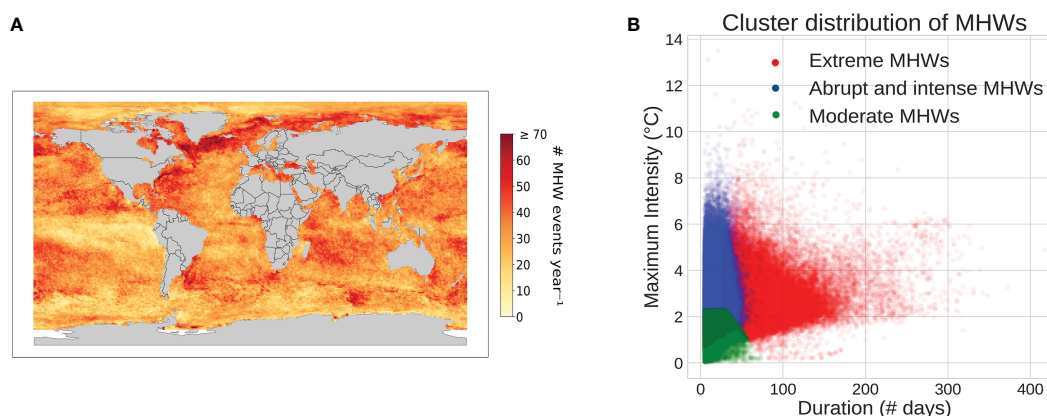 A
≥ 70
60
50
40
30
20
10
0
# MHW events year⁻¹
B
Cluster distribution of MHWs
Extreme MHWs
Abrupt and intense MHWs
Moderate MHWs
14
12
10
8
6
4
2
0
Maximum Intensity (°C)
0 100 200 300 400
Duration (# days)